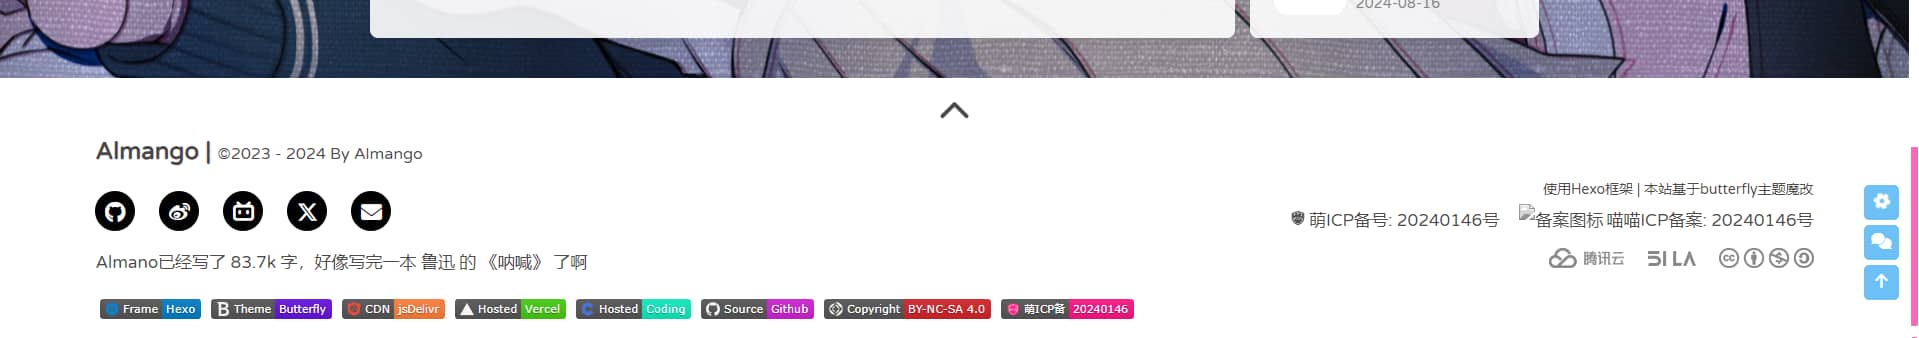 2024-08-16
Almango | ©2023 - 2024 By Almango
使用Hexo框架 | 本站基于butterfly主题魔改
萌ICP备号: 20240146号 备案图标 喵喵ICP备案: 20240146号
Almano已经写了 83.7k 字，好像写完一本 鲁迅 的 《呐喊》 了啊
腾讯云 51LA
Frame Hexo Theme Butterfly CDN jsDelivr Hosted Vercel Hosted Coding Source Github Copyright BY-NC-SA 4.0 萌ICP备 20240146